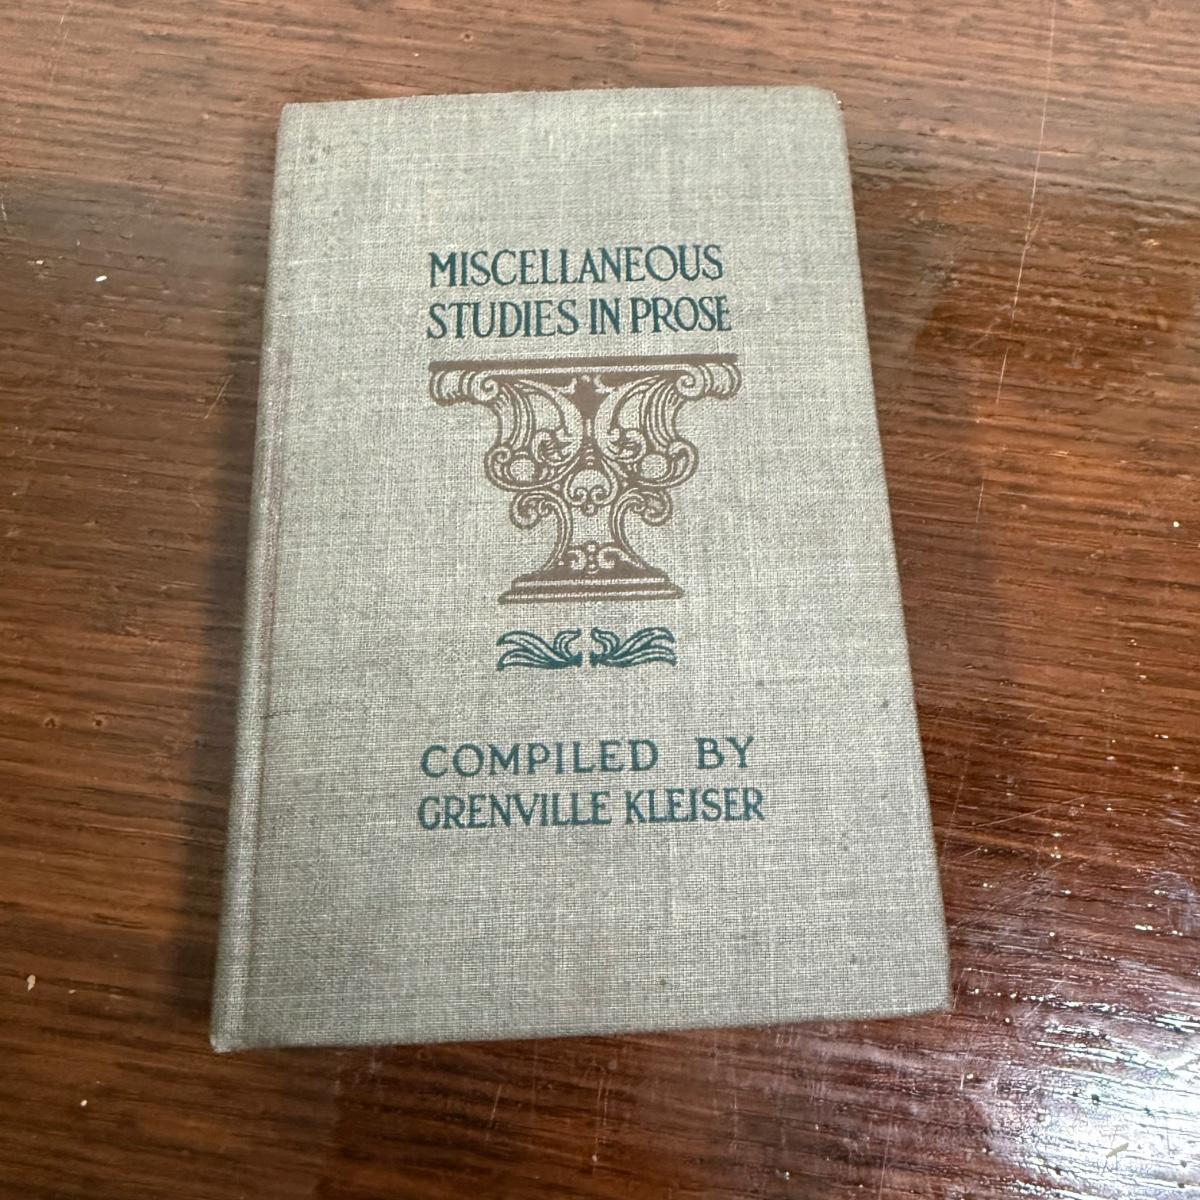 MISCELLANEOUS
STUDIES IN PROSE
COMPILED BY
GRENVILLE KLEISER